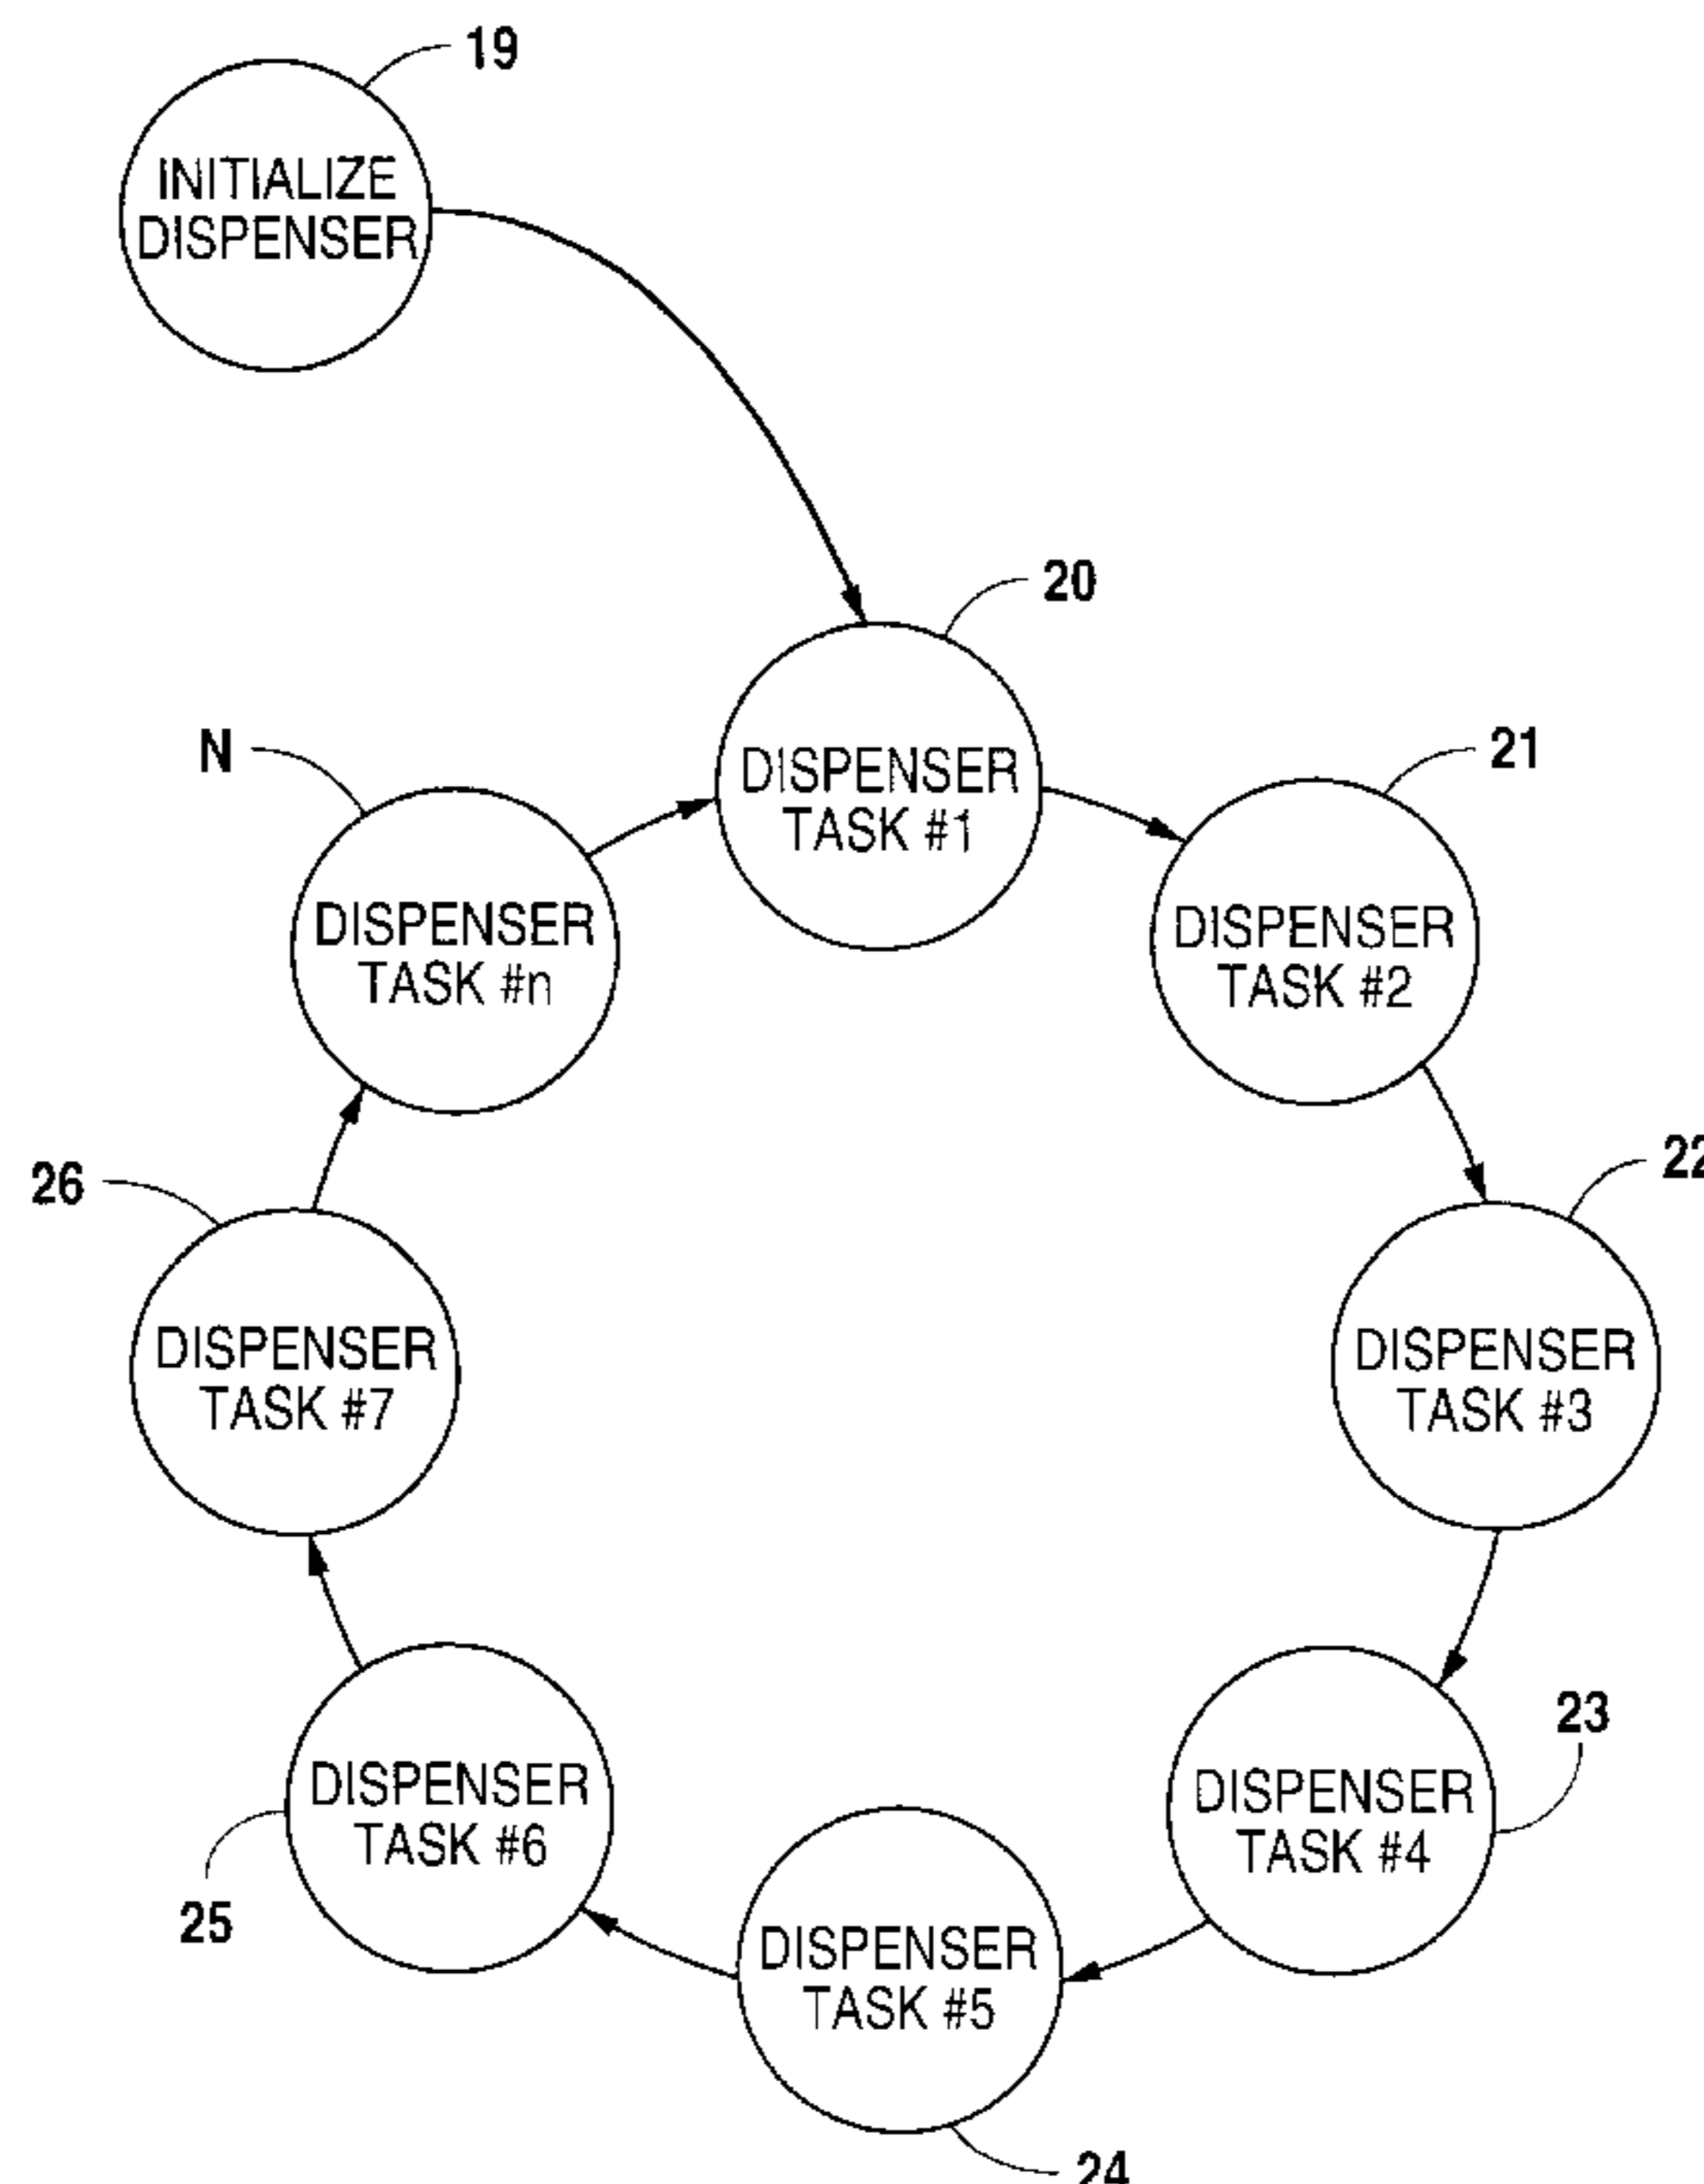 19
INITIALIZE
DISPENSER
20
DISPENSER
TASK #1
21
DISPENSER
TASK #2
22
DISPENSER
TASK #3
23
DISPENSER
TASK #4
24
DISPENSER
TASK #5
25
DISPENSER
TASK #6
26
DISPENSER
TASK #7
N
DISPENSER
TASK #n